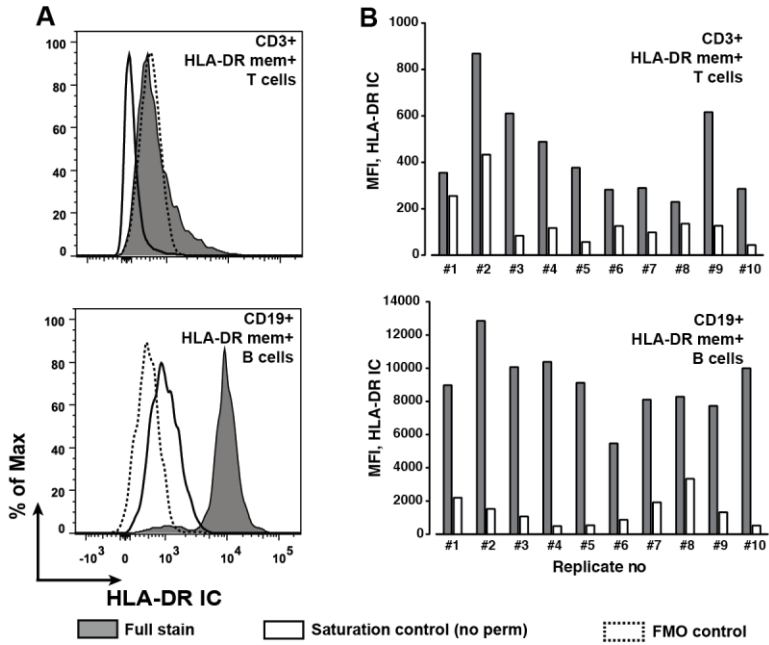 A
CD3+
HLA-DR mem+
T cells
100
80
60
40
20
0
CD19+
HLA-DR mem+
B cells
100
80
60
40
20
0
-10³ 0 10³ 10⁴ 10⁵
% of Max
HLA-DR IC
B
CD3+
HLA-DR mem+
T cells
MFI, HLA-DR IC
1000
800
600
400
200
0
#1 #2 #3 #4 #5 #6 #7 #8 #9 #10
CD19+
HLA-DR mem+
B cells
MFI, HLA-DR IC
14000
12000
10000
8000
6000
4000
2000
0
#1 #2 #3 #4 #5 #6 #7 #8 #9 #10
Replicate no
Full stain Saturation control (no perm) FMO control